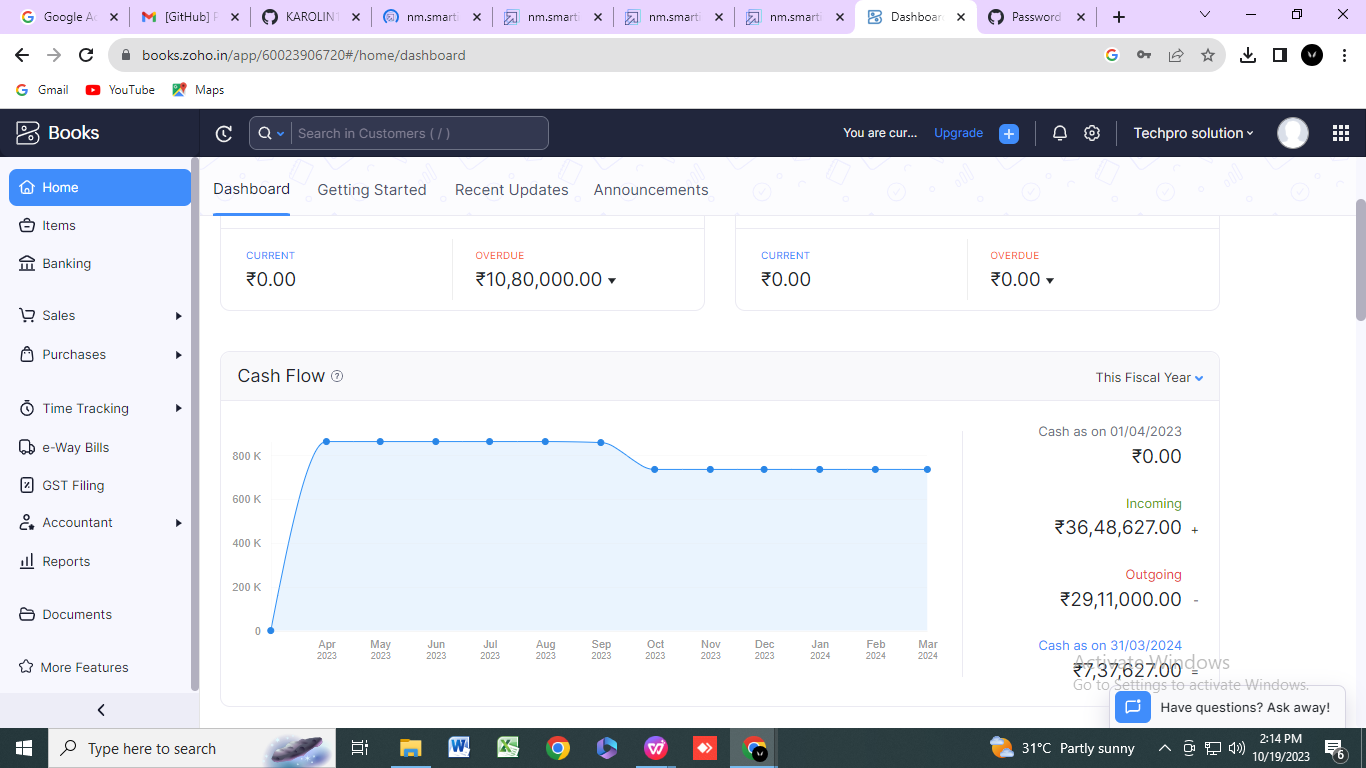 Google Ac
[GitHub] P
KAROLIN1
nm.smarti
nm.smarti
nm.smarti
nm.smarti
Dashboar
Password
books.zoho.in/app/60023906720#/home/dashboard
Gmail YouTube Maps
Books
Search in Customers ( / )
You are cur... Upgrade
Techpro solution
Home
Items
Banking
Sales
Purchases
Time Tracking
e-Way Bills
GST Filing
Accountant
Reports
Documents
More Features
Dashboard Getting Started Recent Updates Announcements
CURRENT
₹0.00
OVERDUE
₹10,80,000.00
CURRENT
₹0.00
OVERDUE
₹0.00
Cash Flow
This Fiscal Year
800 K
600 K
400 K
200 K
0
Apr May Jun Jul Aug Sep Oct Nov Dec Jan Feb Mar
2023 2023 2023 2023 2023 2023 2023 2023 2023 2024 2024 2024
Cash as on 01/04/2023
₹0.00
Incoming
₹36,48,627.00 +
Outgoing
₹29,11,000.00 -
Cash as on 31/03/2024
₹7,37,627.00 =
Activate Windows
Go to Settings to activate Windows.
Have questions? Ask away!
Type here to search
31°C Partly sunny
2:14 PM
10/19/2023
6